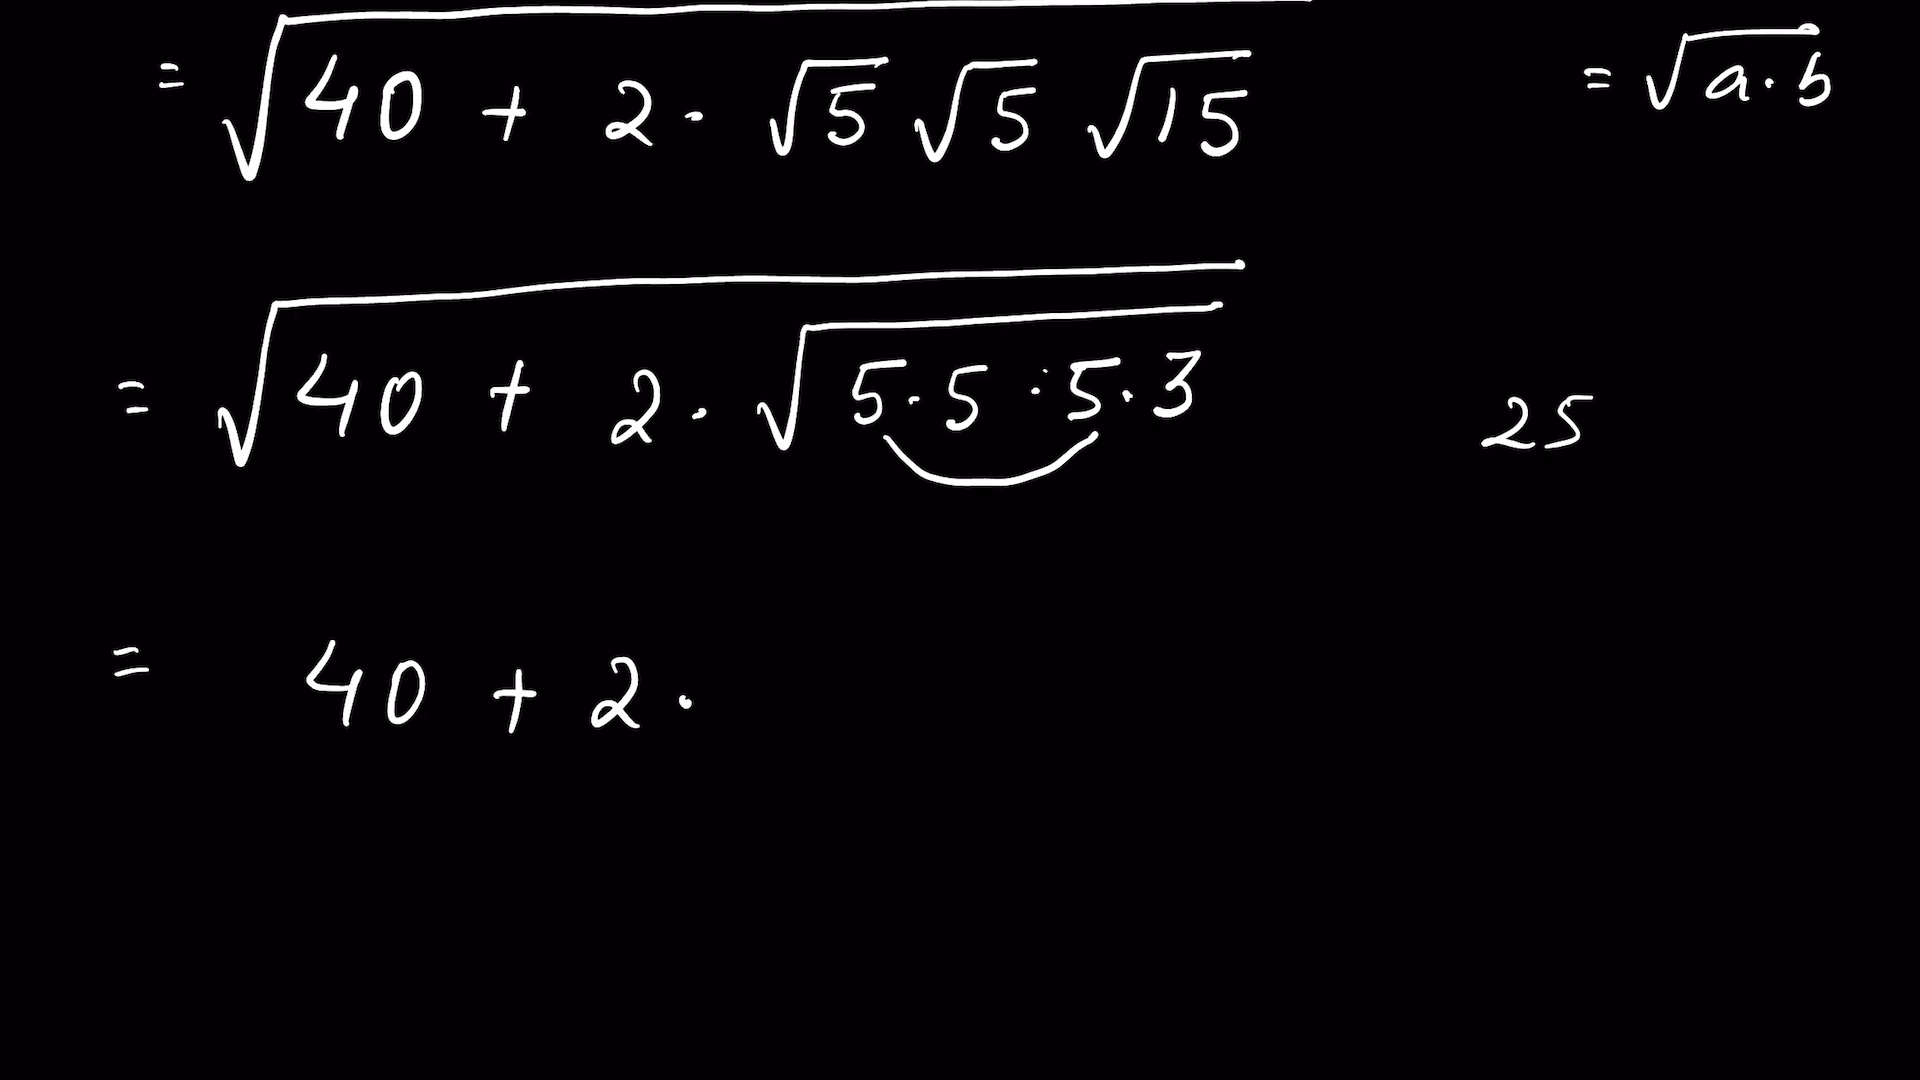 = √(40 + 2 · √5 √5 √15)
= √(a · b)
= √(40 + 2 · √(5 · 5 · 5 · 3))
25
= 40 + 2 ·